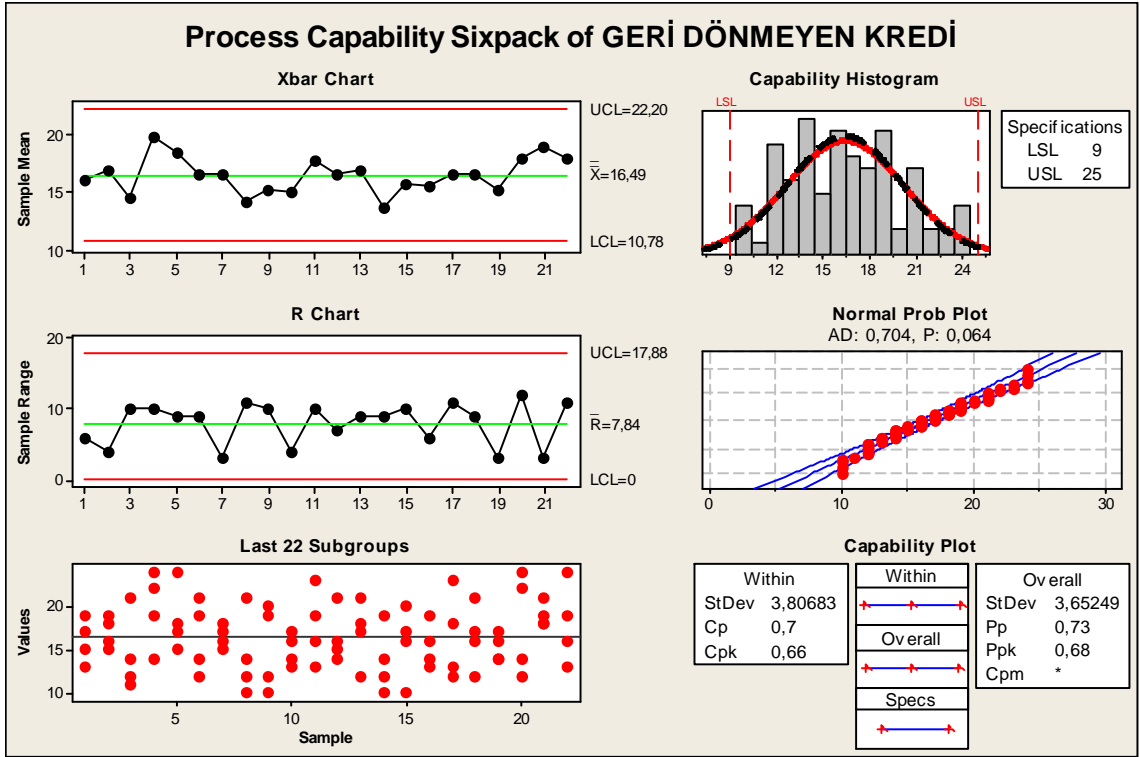 Process Capability Sixpack of GERİ DÖNMEYEN KREDİ
Xbar Chart
Sample Mean
20
15
10
1 3 5 7 9 11 13 15 17 19 21
UCL=22,20
X=16,49
LCL=10,78
R Chart
Sample Range
20
10
0
1 3 5 7 9 11 13 15 17 19 21
UCL=17,88
R=7,84
LCL=0
Last 22 Subgroups
Values
20
15
10
5 10 15 20
Sample
Capability Histogram
LSL USL
9 12 15 18 21 24
Specifications
LSL 9
USL 25
Normal Prob Plot
AD: 0,704, P: 0,064
0 10 20 30
Capability Plot
Within
StDev 3,80683
Cp 0,7
Cpk 0,66
Within
Overall
Specs
Overall
StDev 3,65249
Pp 0,73
Ppk 0,68
Cpm *